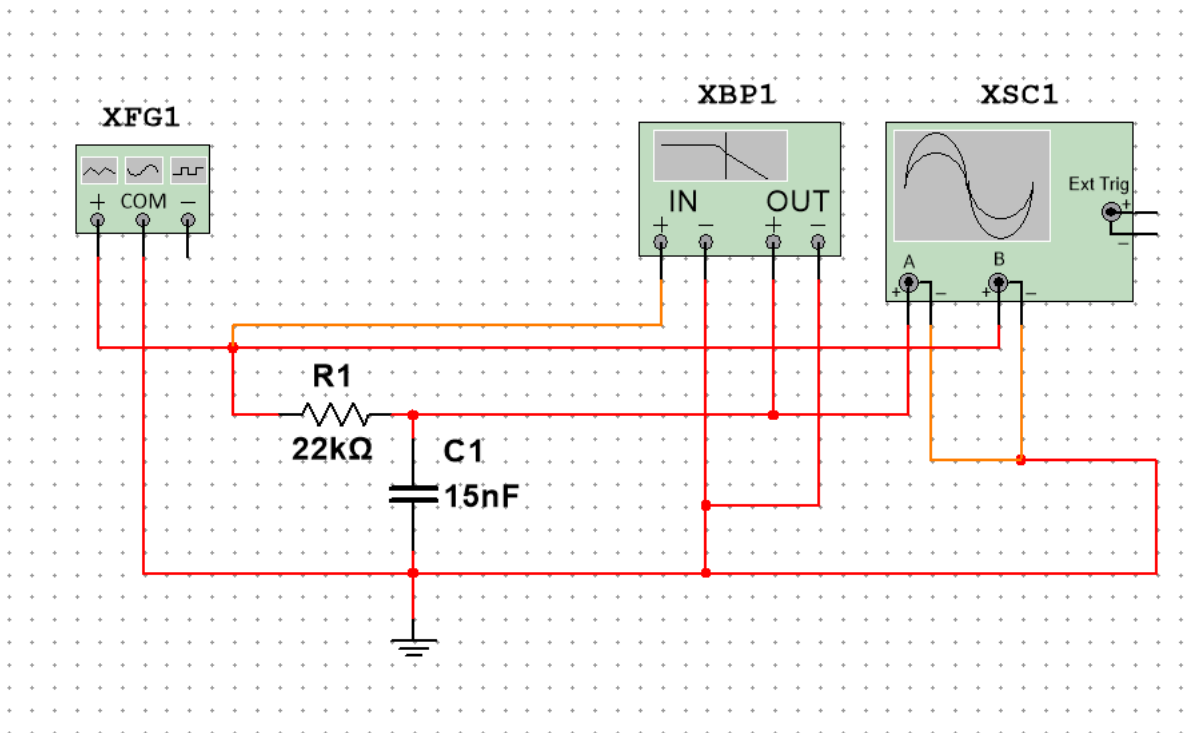 XFG1
+ COM −
XBP1
IN OUT
+ − + −
XSC1
Ext Trig
+
−
A B
+ − + −
R1
22kΩ
C1
15nF